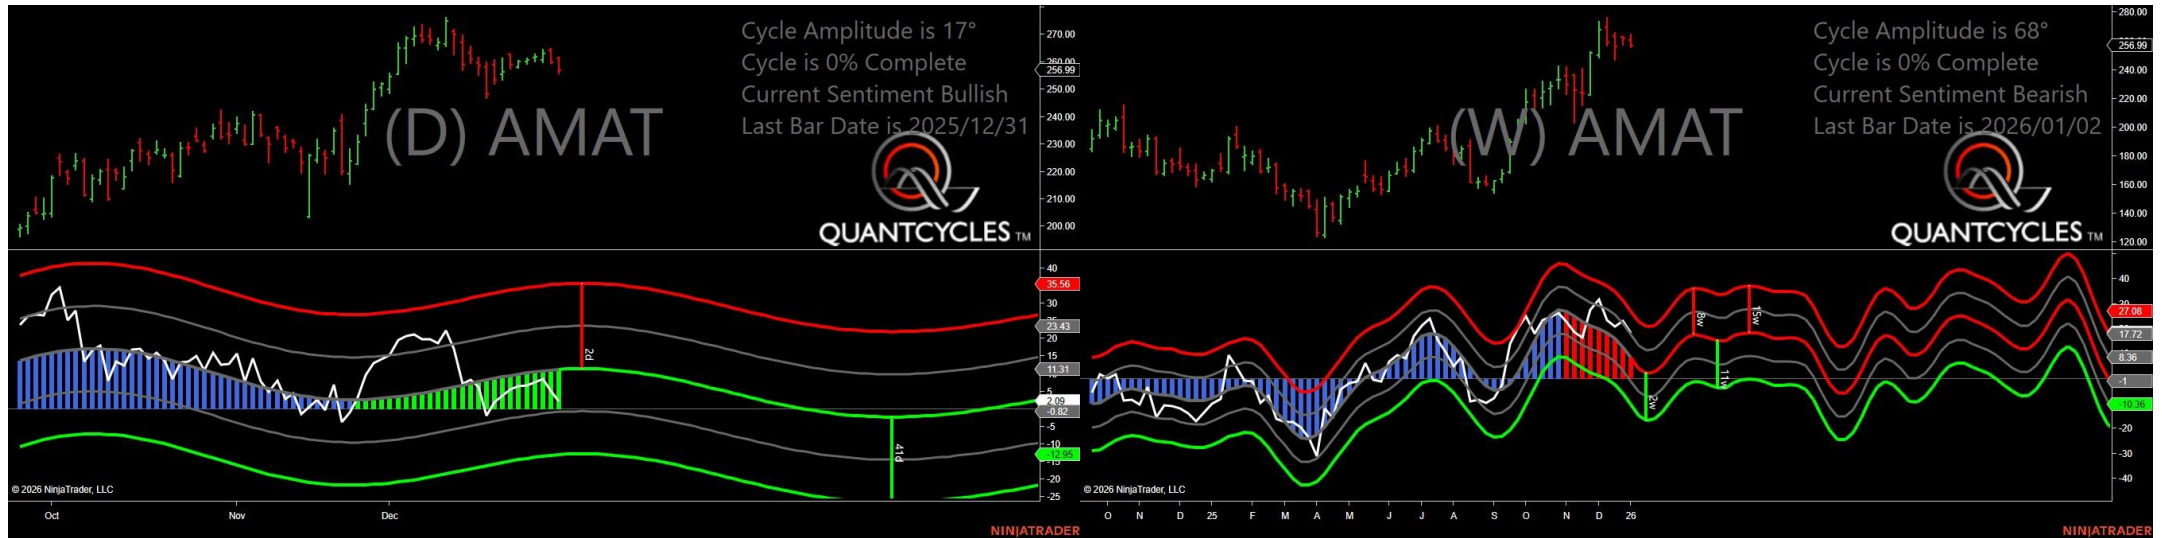 Cycle Amplitude is 17°
Cycle is 0% Complete
Current Sentiment Bullish
Last Bar Date is 2025/12/31
(D) AMAT
QUANTCYCLES TM
270.00
260.00
256.99
250.00
240.00
230.00
220.00
210.00
200.00
40
35.56
30
23.43
20
15
11.31
5
2.09
-0.82
-5
-10
-12.95
-15
-20
-25
2d
41d
© 2026 NinjaTrader, LLC
Oct Nov Dec
NINJATRADER
Cycle Amplitude is 68°
Cycle is 0% Complete
Current Sentiment Bearish
Last Bar Date is 2026/01/02
(W) AMAT
QUANTCYCLES TM
280.00
256.99
240.00
220.00
200.00
180.00
160.00
140.00
120.00
40
27.08
17.72
8.36
-1
-10.36
-20
-30
-40
8w
15w
11w
2w
© 2026 NinjaTrader, LLC
O N D 25 F M A M J J A S O N D 26
NINJATRADER